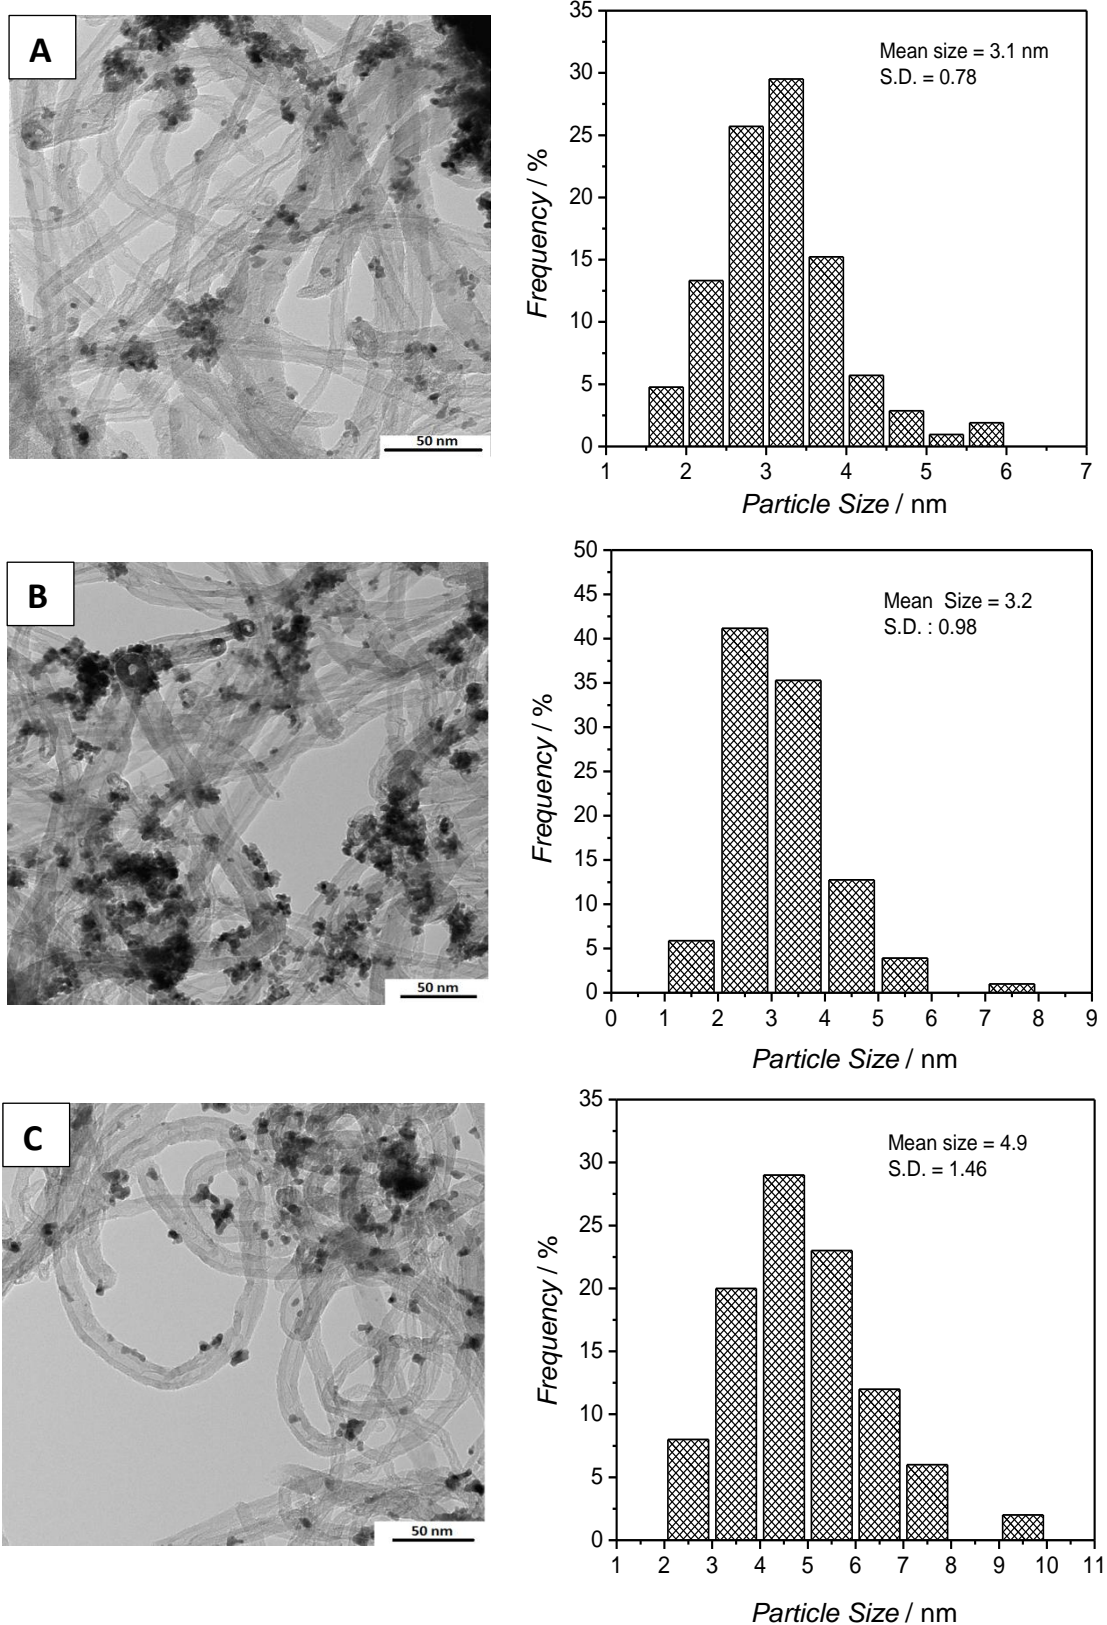 A
50 nm
35
30
25
20
15
10
5
0
Frequency / %
Mean size = 3.1 nm
S.D. = 0.78
1 2 3 4 5 6 7
Particle Size / nm
B
50 nm
50
45
40
35
30
25
20
15
10
5
0
Frequency / %
Mean Size = 3.2
S.D. : 0.98
0 1 2 3 4 5 6 7 8 9
Particle Size / nm
C
50 nm
35
30
25
20
15
10
5
0
Frequency / %
Mean size = 4.9
S.D. = 1.46
1 2 3 4 5 6 7 8 9 10 11
Particle Size / nm